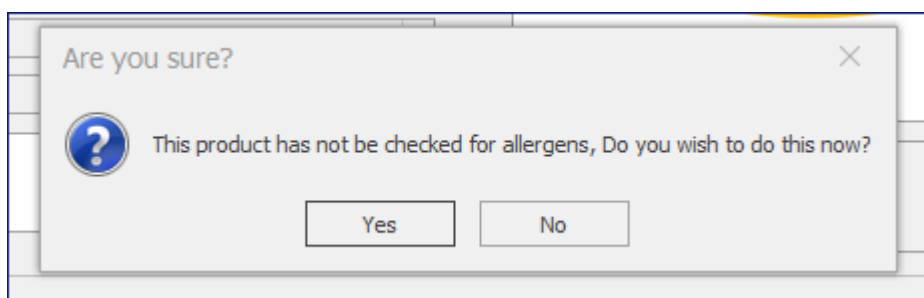 Are you sure?
This product has not be checked for allergens, Do you wish to do this now?
Yes
No